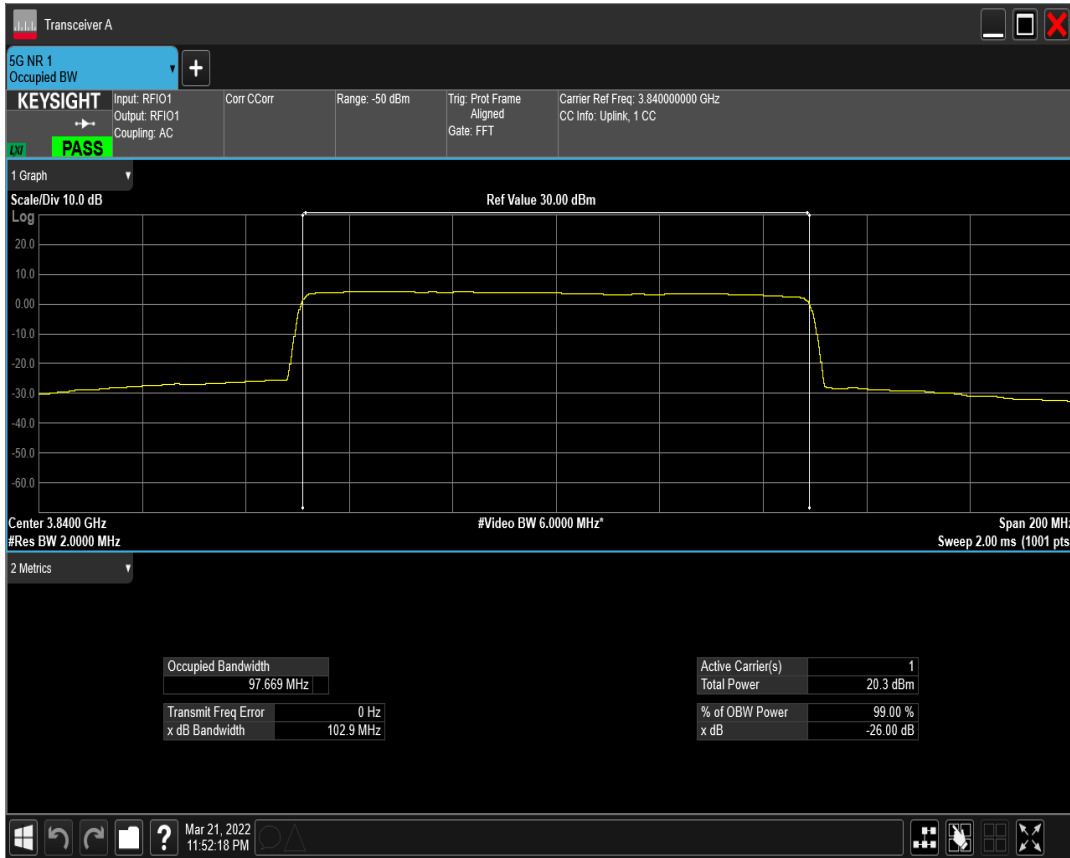 Transceiver A
5G NR 1
Occupied BW
KEYSIGHT
LXI
PASS
Input: RFIO1
Output: RFIO1
Coupling: AC
Corr CCorr
Range: -50 dBm
Trig: Prot Frame
Aligned
Gate: FFT
Carrier Ref Freq: 3.840000000 GHz
CC Info: Uplink, 1 CC
1 Graph
Scale/Div 10.0 dB
Ref Value 30.00 dBm
Log
20.0
10.0
0.00
-10.0
-20.0
-30.0
-40.0
-50.0
-60.0
Center 3.8400 GHz
#Video BW 6.0000 MHz*
Span 200 MHz
#Res BW 2.0000 MHz
Sweep 2.00 ms (1001 pts
2 Metrics
Occupied Bandwidth
97.669 MHz
Transmit Freq Error 0 Hz
x dB Bandwidth 102.9 MHz
Active Carrier(s) 1
Total Power 20.3 dBm
% of OBW Power 99.00 %
x dB -26.00 dB
Mar 21, 2022
11:52:18 PM